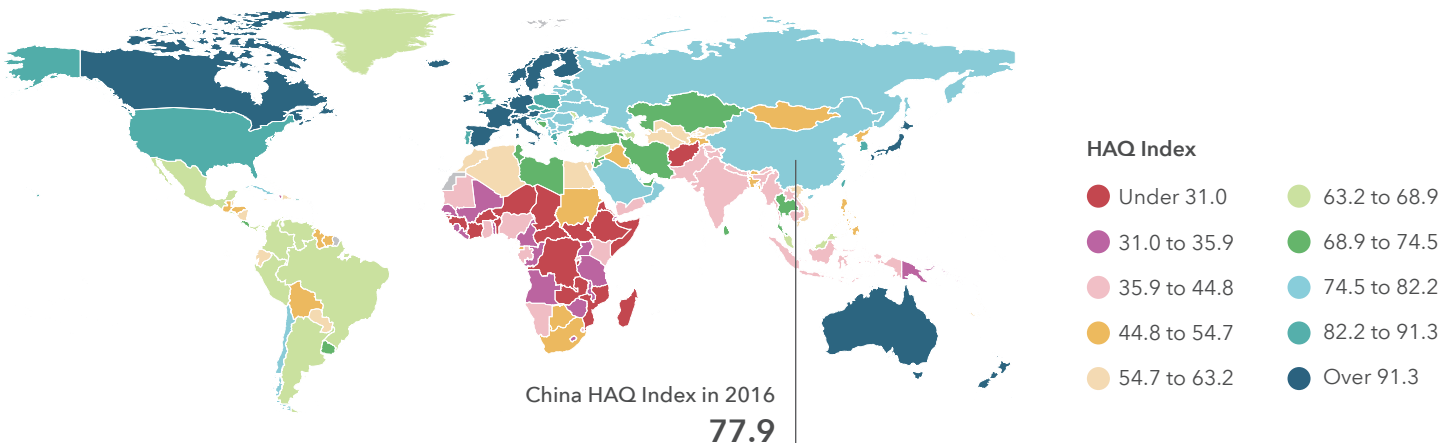 HAQ Index
Under 31.0
31.0 to 35.9
35.9 to 44.8
44.8 to 54.7
54.7 to 63.2
63.2 to 68.9
68.9 to 74.5
74.5 to 82.2
82.2 to 91.3
Over 91.3
China HAQ Index in 2016
77.9